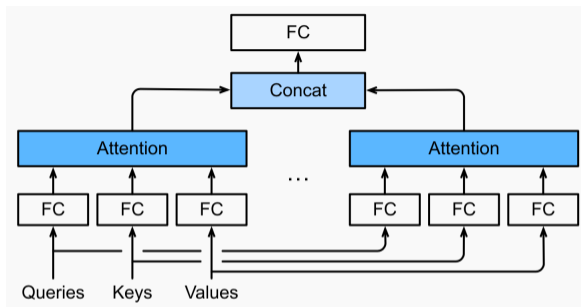 FC
Concat
Attention Attention
...
FC FC FC FC FC FC
Queries Keys Values